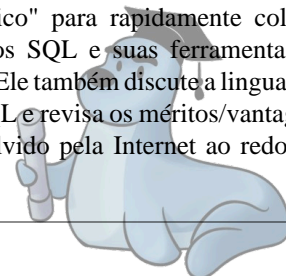 ico" para rapidamente col
os SQL e suas ferramenta
Ele também discute a lingua
L e revisa os méritos/vantag
lvido pela Internet ao redo